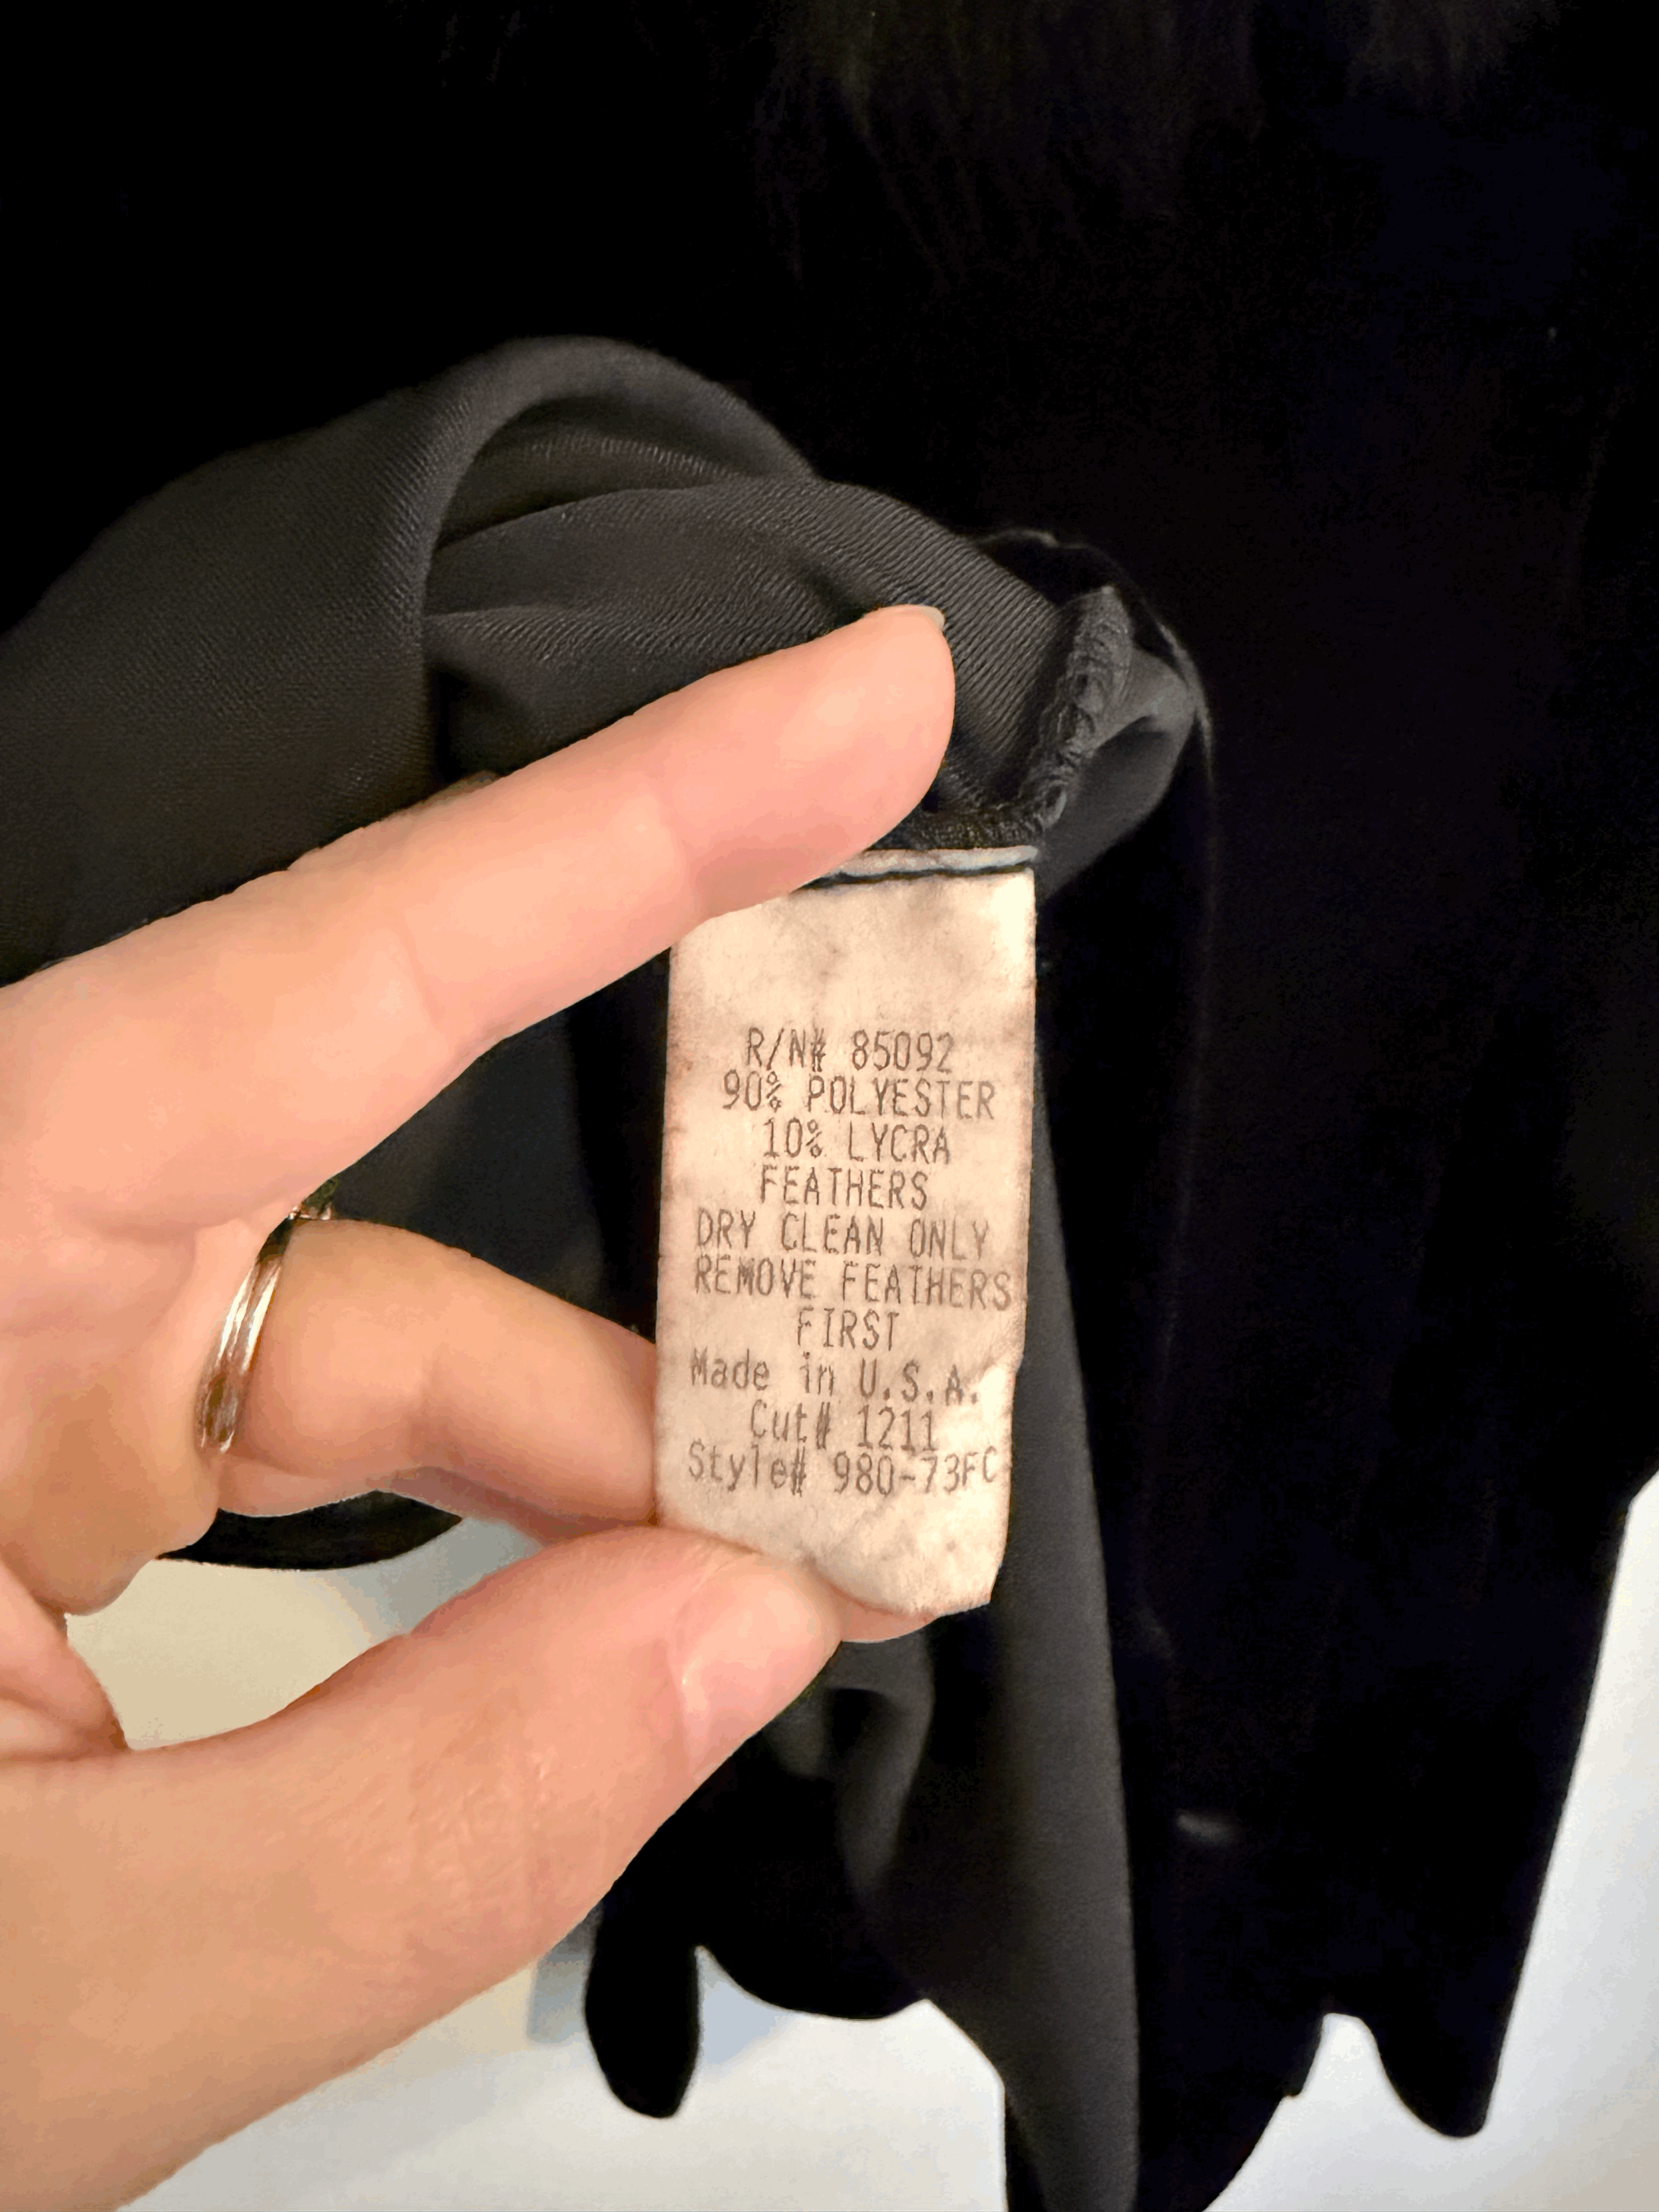 R/N# 85092
90% POLYESTER
10% LYCRA
FEATHERS
DRY CLEAN ONLY
REMOVE FEATHERS
FIRST
Made in U.S.A.
Cut# 1211
Style# 980-73FC